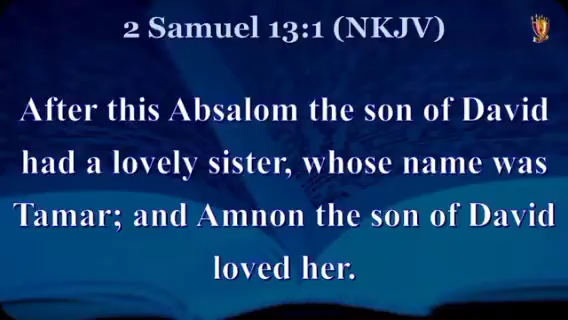 2 Samuel 13:1 (NKJV)
After this Absalom the son of David
had a lovely sister, whose name was
Tamar; and Amnon the son of David
loved her.